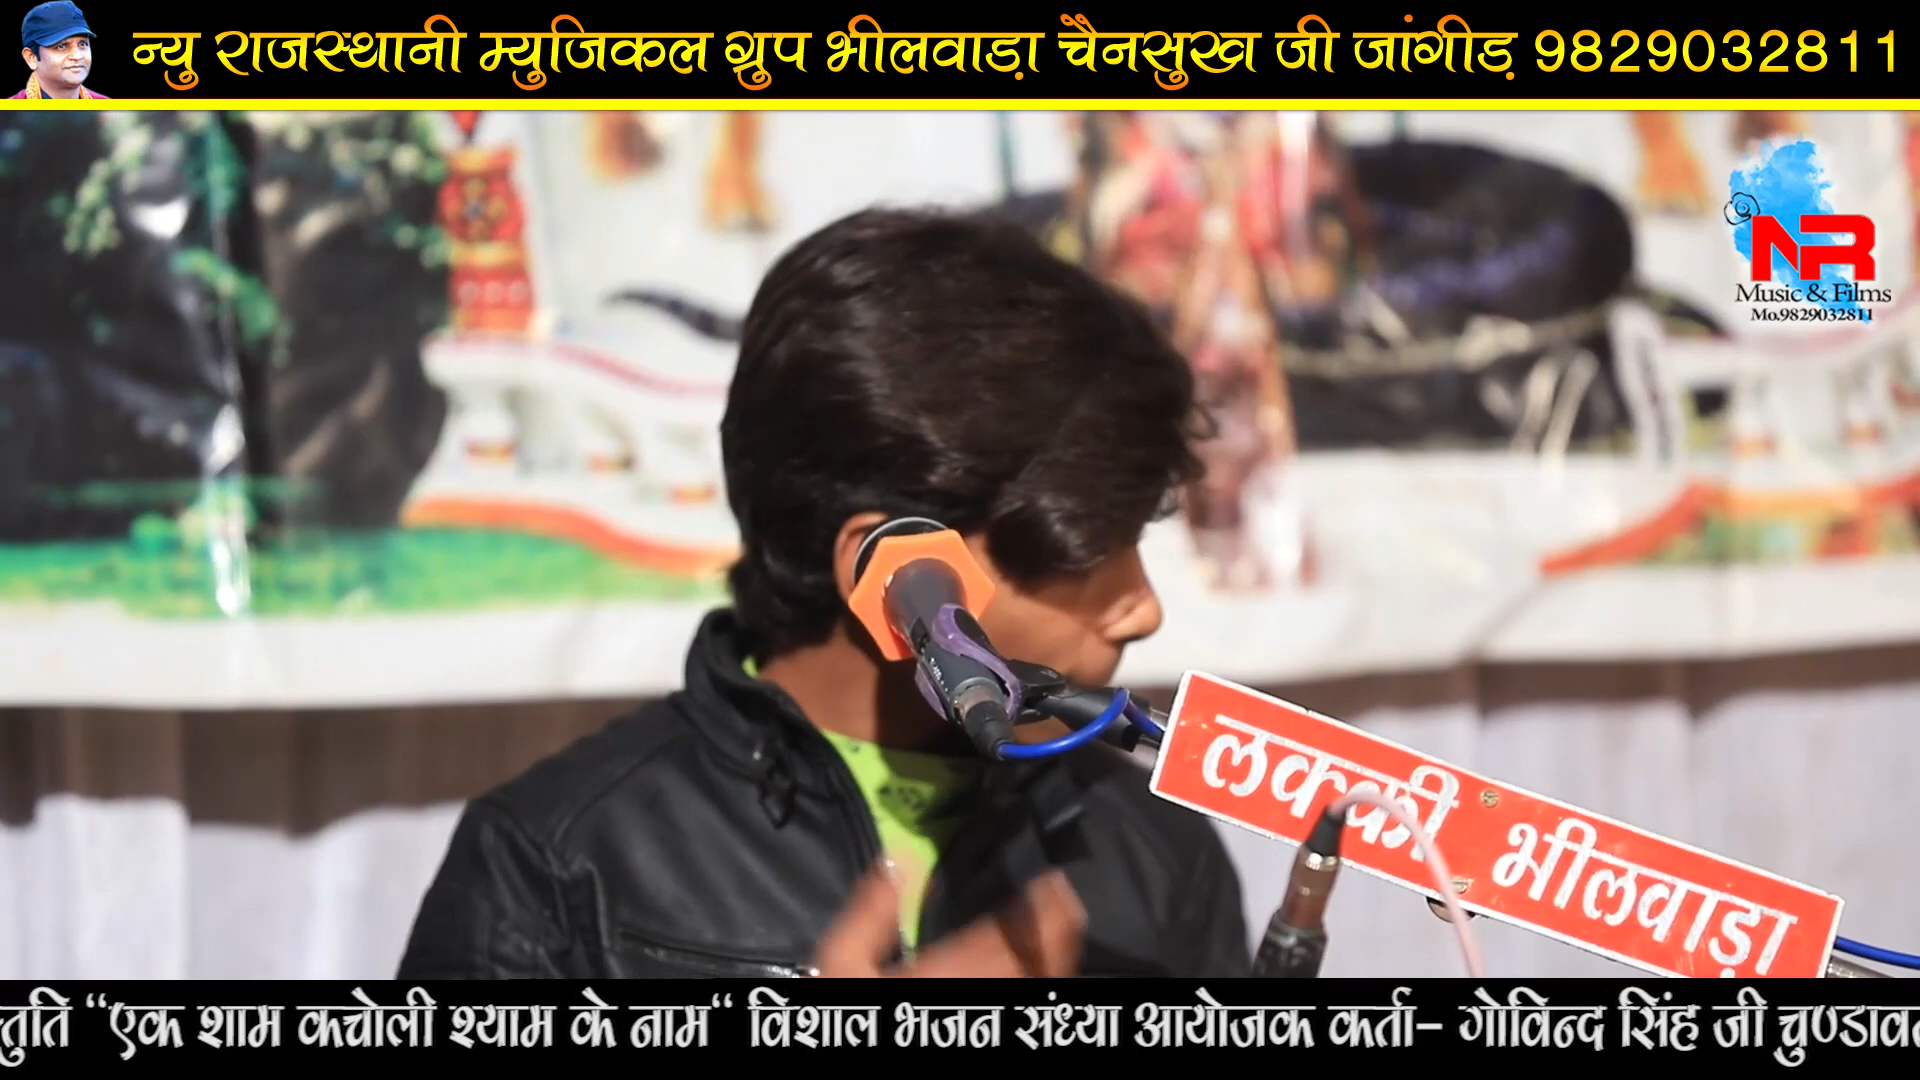 न्यु राजस्थानी म्युजिकल ग्रुप भीलवाड़ा चैनसुख जी जांगीड़ 9829032811
NR
Music & Films
Mo.9829032811
लक्की भीलवाड़ा
स्तुति “एक शाम कचोली श्याम के नाम“ विशाल भजन संध्या आयोजक कर्ता- गोविन्द सिंह जी चुण्डावत